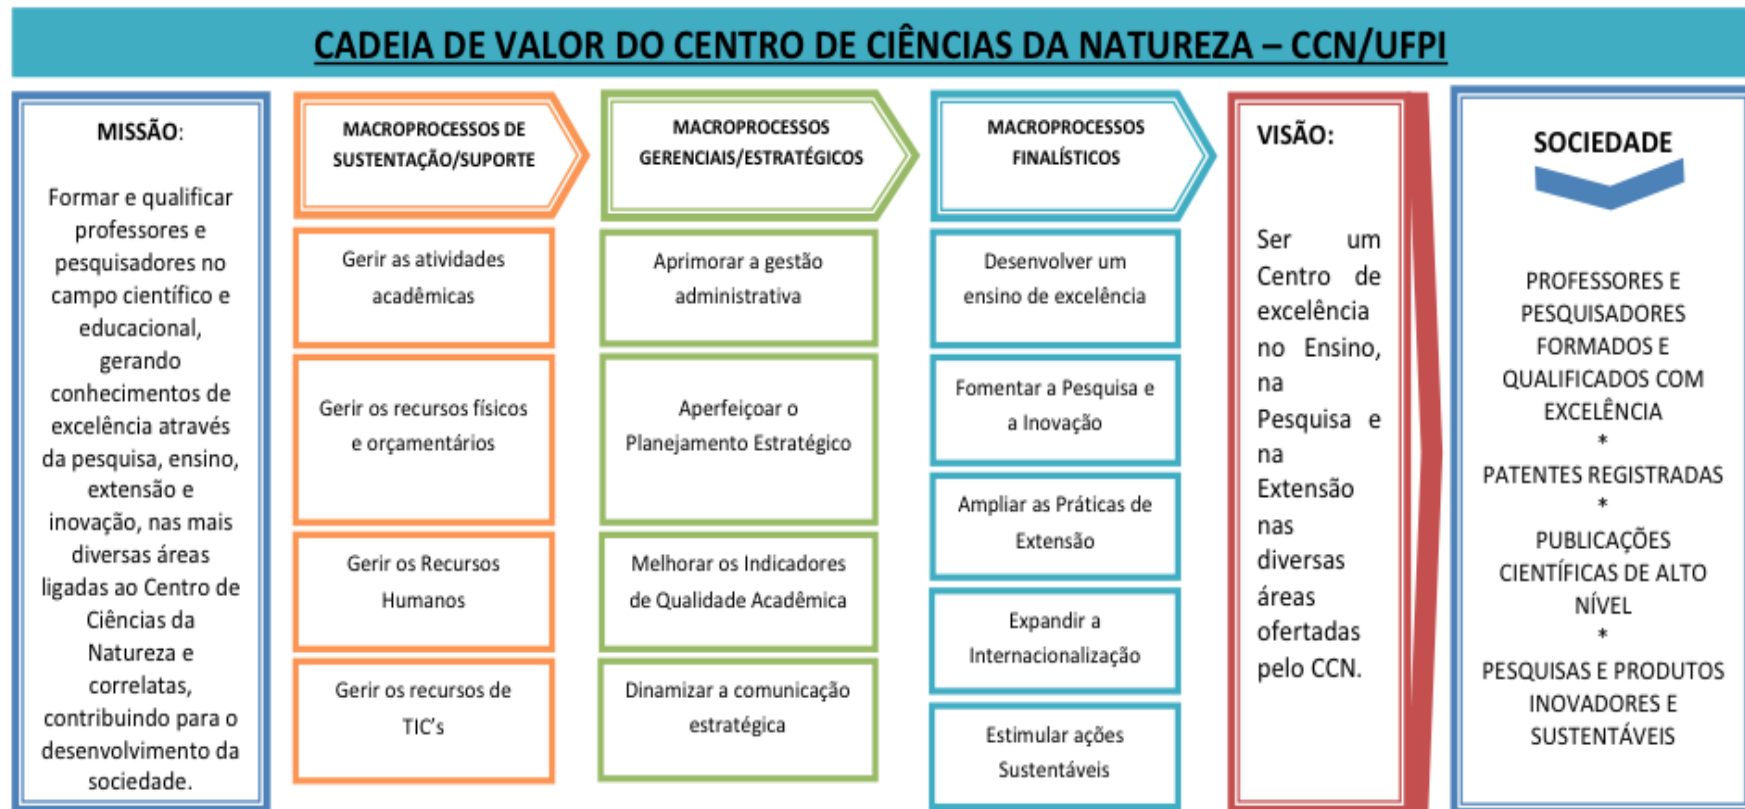 CADEIA DE VALOR DO CENTRO DE CIÊNCIAS DA NATUREZA – CCN/UFPI
MISSÃO:
Formar e qualificar
professores e
pesquisadores no
campo científico e
educacional,
gerando
conhecimentos de
excelência através
da pesquisa, ensino,
extensão e
inovação, nas mais
diversas áreas
ligadas ao Centro de
Ciências da
Natureza e
correlatas,
contribuindo para o
desenvolvimento da
sociedade.
MACROPROCESSOS DE
SUSTENTAÇÃO/SUPORTE
Gerir as atividades
acadêmicas
Gerir os recursos físicos
e orçamentários
Gerir os Recursos
Humanos
Gerir os recursos de
TIC's
MACROPROCESSOS
GERENCIAIS/ESTRATÉGICOS
Aprimorar a gestão
administrativa
Aperfeiçoar o
Planejamento Estratégico
Melhorar os Indicadores
de Qualidade Acadêmica
Dinamizar a comunicação
estratégica
MACROPROCESSOS
FINALÍSTICOS
Desenvolver um
ensino de excelência
Fomentar a Pesquisa e
a Inovação
Ampliar as Práticas de
Extensão
Expandir a
Internacionalização
Estimular ações
Sustentáveis
VISÃO:
Ser um
Centro de
excelência
no Ensino,
na
Pesquisa e
na
Extensão
nas
diversas
áreas
ofertadas
pelo CCN.
SOCIEDADE
PROFESSORES E
PESQUISADORES
FORMADOS E
QUALIFICADOS COM
EXCELÊNCIA
*
PATENTES REGISTRADAS
*
PUBLICAÇÕES
CIENTÍFICAS DE ALTO
NÍVEL
*
PESQUISAS E PRODUTOS
INOVADORES E
SUSTENTÁVEIS